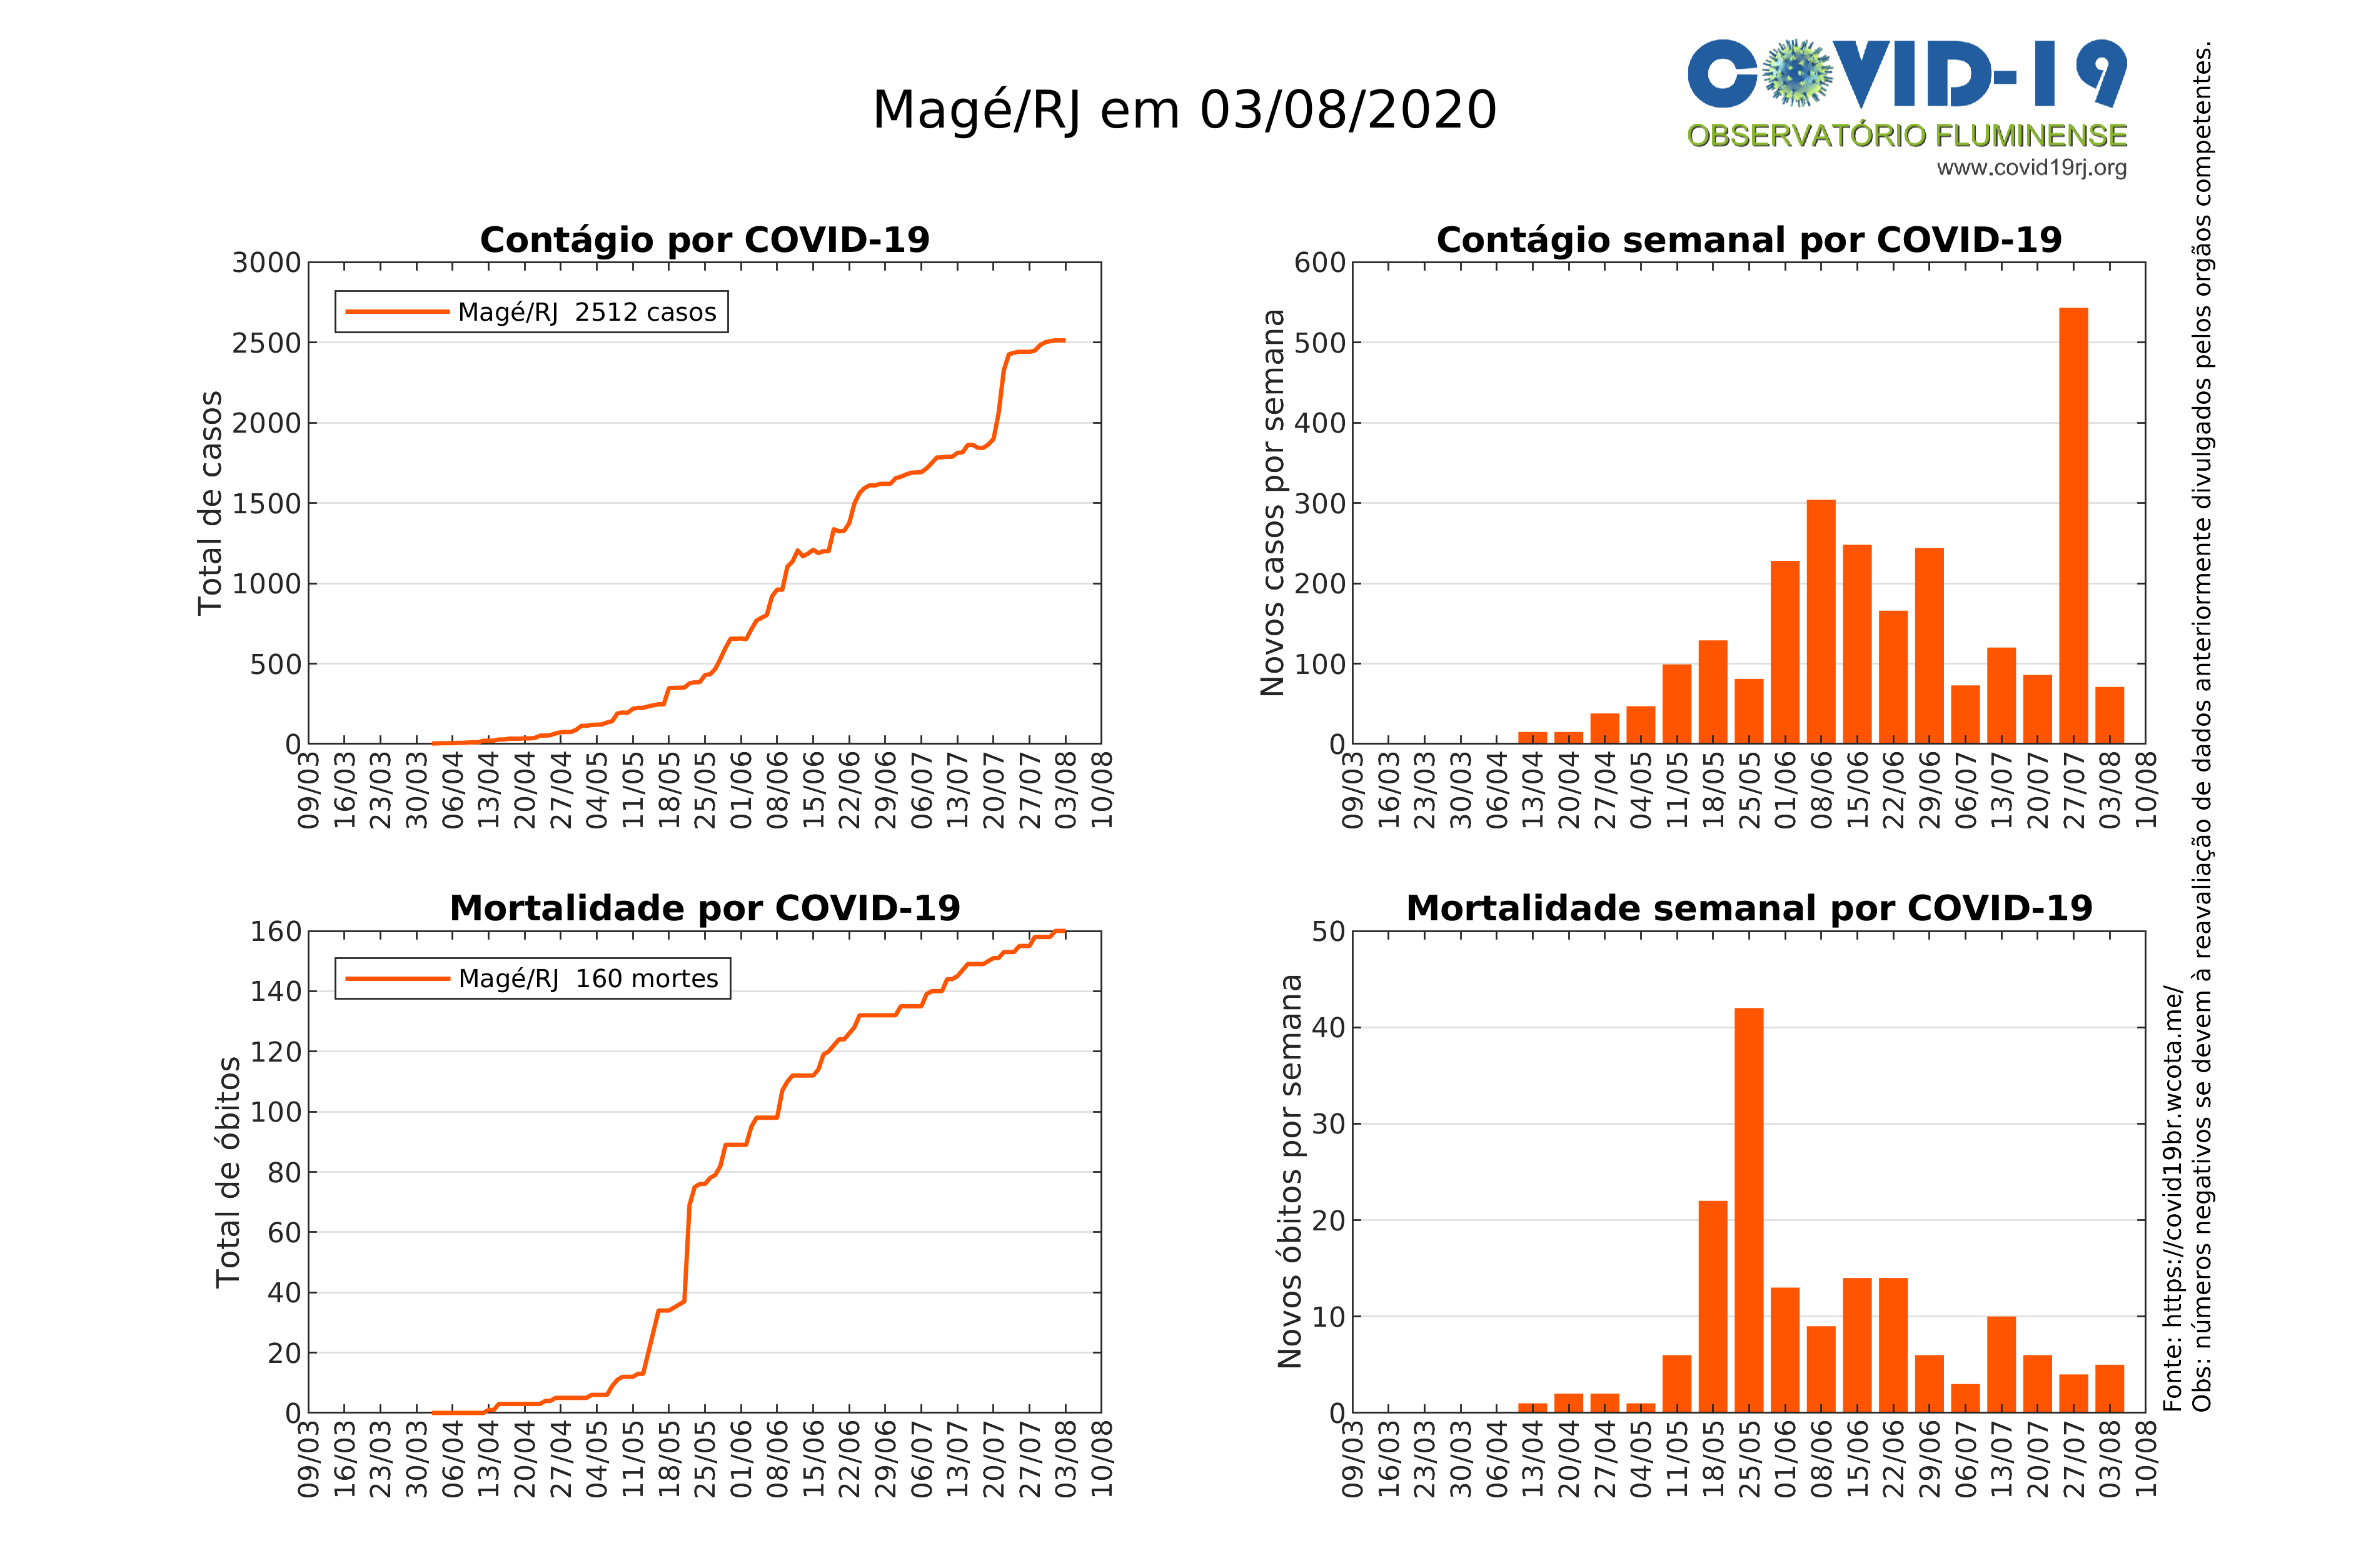 Magé/RJ em 03/08/2020
COVID-19
OBSERVATÓRIO FLUMINENSE
www.covid19rj.org
Contágio por COVID-19
Total de casos
3000
2500
2000
1500
1000
500
0
Magé/RJ 2512 casos
09/03 16/03 23/03 30/03 06/04 13/04 20/04 27/04 04/05 11/05 18/05 25/05 01/06 08/06 15/06 22/06 29/06 06/07 13/07 20/07 27/07 03/08 10/08
Contágio semanal por COVID-19
Novos casos por semana
600
500
400
300
200
100
0
09/03 16/03 23/03 30/03 06/04 13/04 20/04 27/04 04/05 11/05 18/05 25/05 01/06 08/06 15/06 22/06 29/06 06/07 13/07 20/07 27/07 03/08 10/08
Mortalidade por COVID-19
Total de óbitos
160
140
120
100
80
60
40
20
0
Magé/RJ 160 mortes
09/03 16/03 23/03 30/03 06/04 13/04 20/04 27/04 04/05 11/05 18/05 25/05 01/06 08/06 15/06 22/06 29/06 06/07 13/07 20/07 27/07 03/08 10/08
Mortalidade semanal por COVID-19
Novos óbitos por semana
50
40
30
20
10
0
09/03 16/03 23/03 30/03 06/04 13/04 20/04 27/04 04/05 11/05 18/05 25/05 01/06 08/06 15/06 22/06 29/06 06/07 13/07 20/07 27/07 03/08 10/08
Fonte: https://covid19br.wcota.me/
Obs: números negativos se devem à reavaliação de dados anteriormente divulgados pelos orgãos competentes.